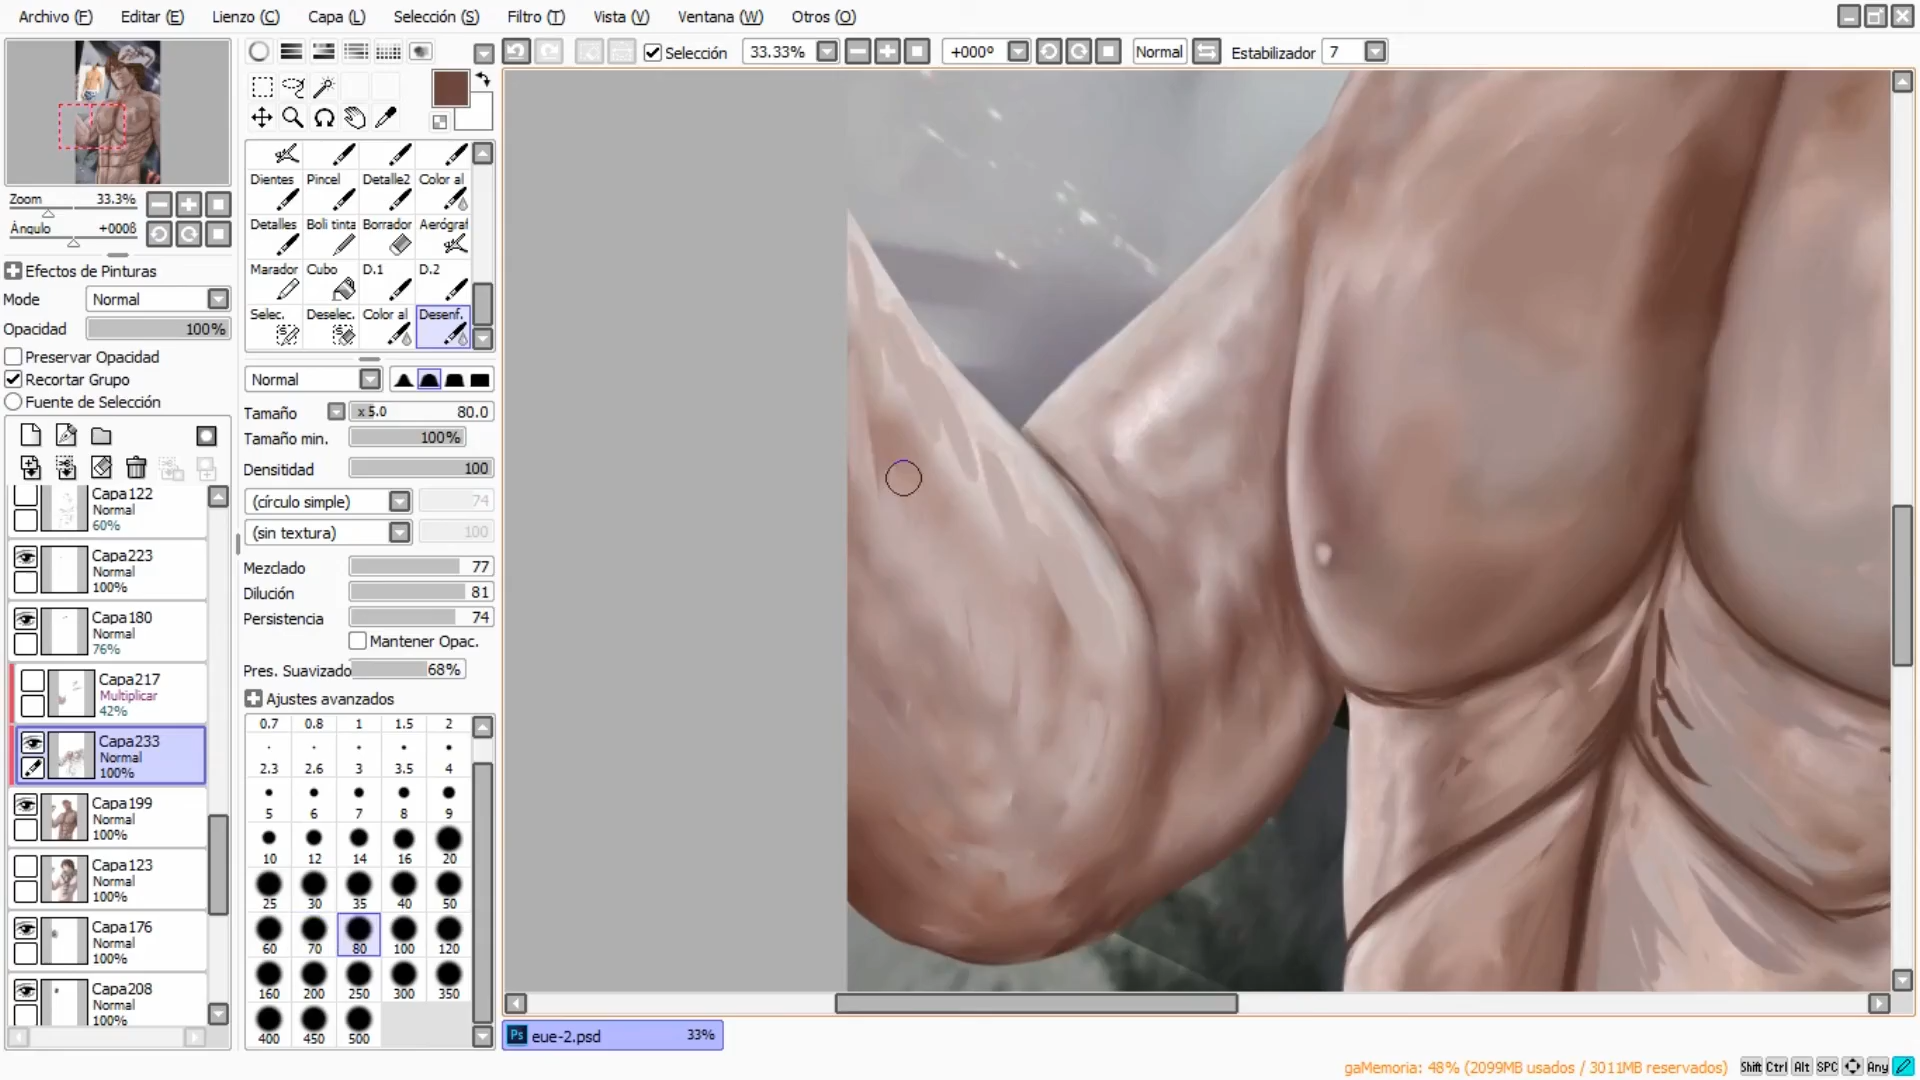 Archivo (F) Editar (E) Lienzo (C) Capa (L) Selección (S) Filtro (T) Vista (V) Ventana (W) Otros (O)
Selección 33.33% +000º Normal Estabilizador 7
Zoom 33.3%
Ángulo +0008
Efectos de Pinturas
Mode Normal
Opacidad 100%
Preservar Opacidad
Recortar Grupo
Fuente de Selección
Capa122
Normal
60%
Capa223
Normal
100%
Capa180
Normal
76%
Capa217
Multiplicar
42%
Capa233
Normal
100%
Capa199
Normal
100%
Capa123
Normal
100%
Capa176
Normal
100%
Capa208
Normal
100%
Dientes Pincel Detalle2 Color al
Detalles Boli tinta Borrador Aerógraf
Marador Cubo D.1 D.2
Selec. Deselec. Color al Desenf.
Normal
Tamaño x 5.0 80.0
Tamaño min. 100%
Densitidad 100
(círculo simple) 74
(sin textura) 100
Mezclado 77
Dilución 81
Persistencia 74
Mantener Opac.
Pres. Suavizado 68%
Ajustes avanzados
0.7 0.8 1 1.5 2
2.3 2.6 3 3.5 4
5 6 7 8 9
10 12 14 16 20
25 30 35 40 50
60 70 80 100 120
160 200 250 300 350
400 450 500
Ps eue-2.psd 33%
gaMemoria: 48% (2099MB usados / 3011MB reservados) Shift Ctrl Alt SPC Any